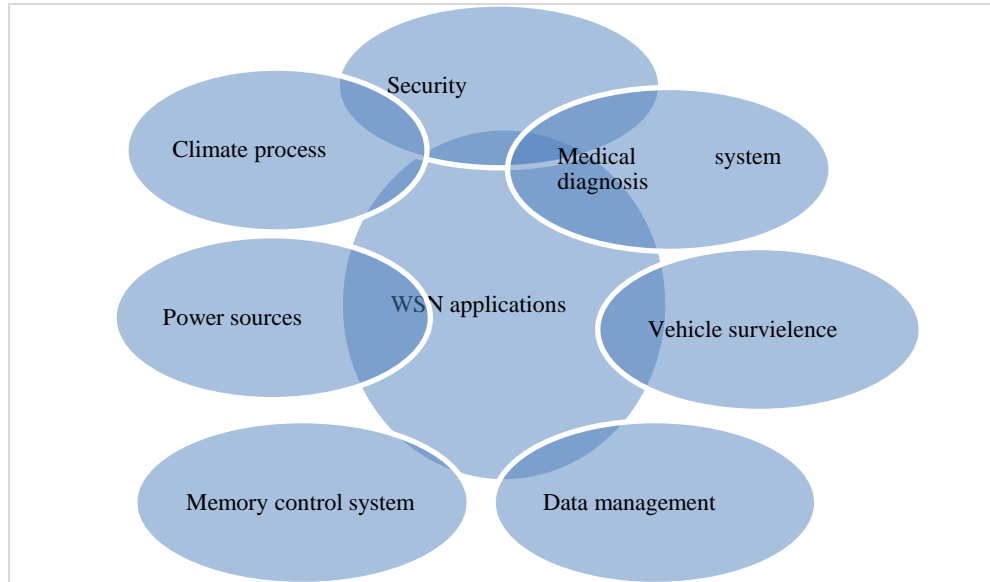 Security
Climate process
Medical system
diagnosis
WSN applications
Power sources
Vehicle survielence
Memory control system
Data management